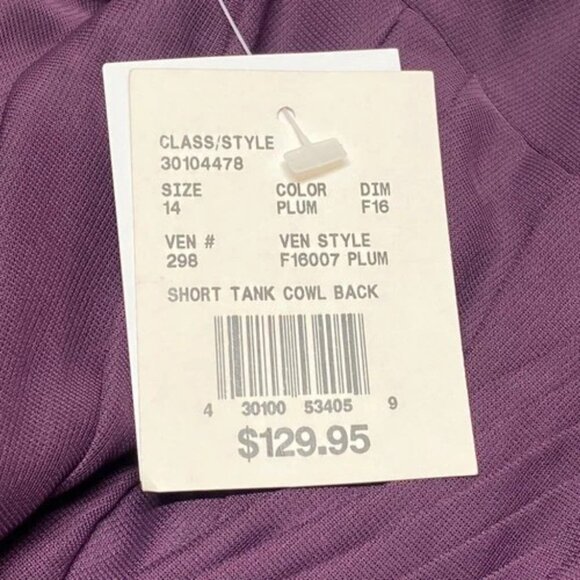 CLASS/STYLE
30104478
SIZE COLOR DIM
14 PLUM F16
VEN # VEN STYLE
298 F16007 PLUM
SHORT TANK COWL BACK
4 30100 53405 9
$129.95